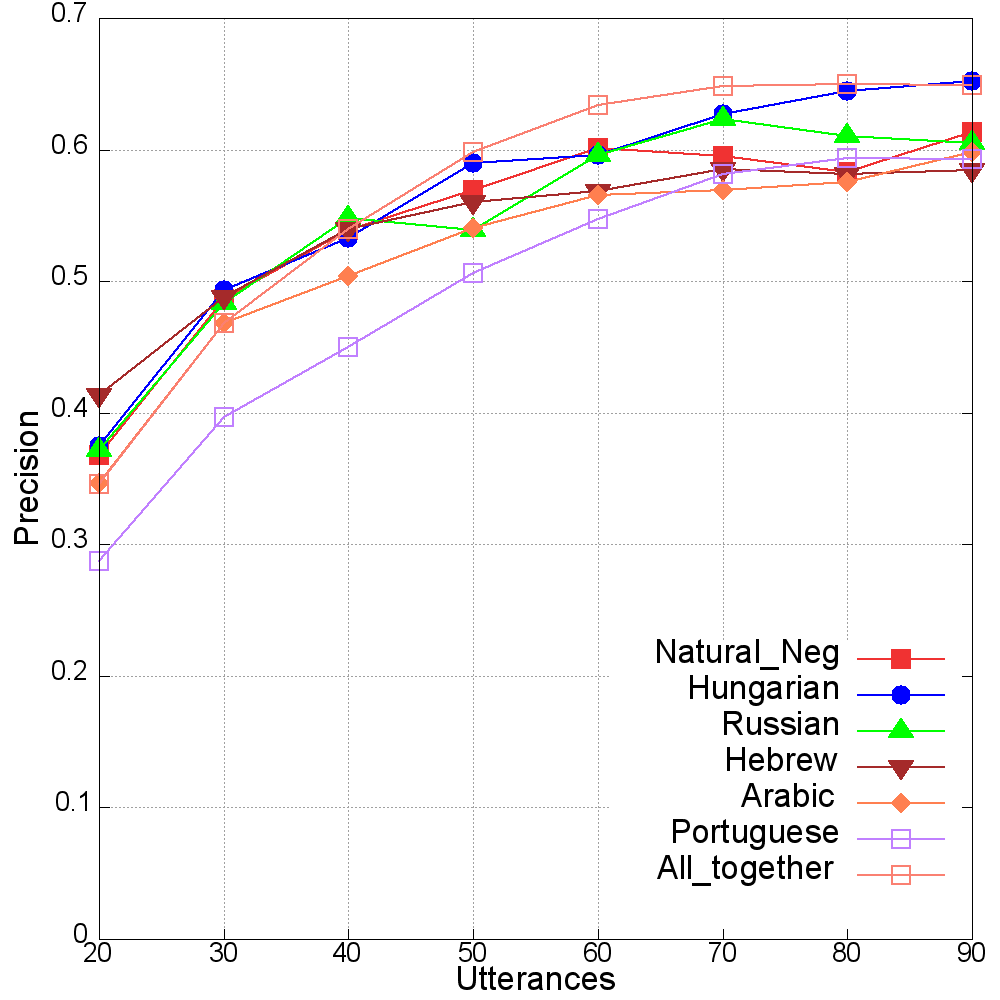 0.7
0.6
0.5
0.4
0.3
0.2
0.1
0
Precision
Natural_Neg
Hungarian
Russian
Hebrew
Arabic
Portuguese
All_together
20 30 40 50 60 70 80 90
Utterances